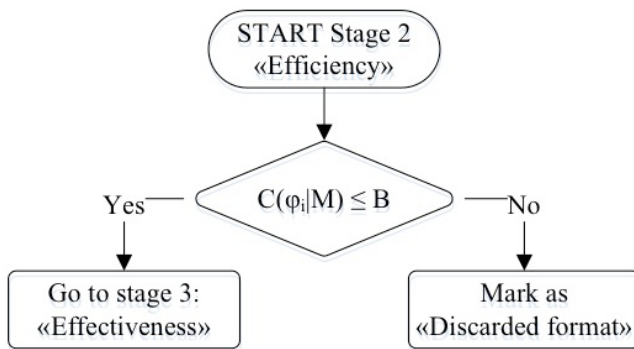 START Stage 2
«Efficiency»
C(φᵢ|M) ≤ B
Yes
No
Go to stage 3:
«Effectiveness»
Mark as
«Discarded format»